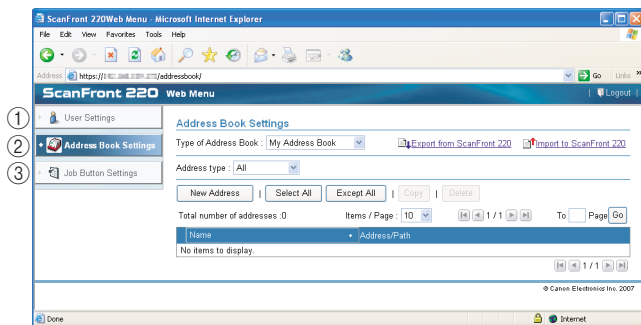 ScanFront 220Web Menu - Microsoft Internet Explorer
File Edit View Favorites Tools Help
Address https:// /addressbook/ Go Links »
ScanFront 220 Web Menu | Logout |
1 User Settings
2 Address Book Settings
3 Job Button Settings
Address Book Settings
Type of Address Book : My Address Book Export from ScanFront 220 Import to ScanFront 220
Address type : All
New Address | Select All Except All | Copy | Delete
Total number of addresses :0 Items / Page : 10 1 / 1 To Page Go
Name Address/Path
No items to display.
1 / 1
© Canon Electronics Inc. 2007
Done Internet